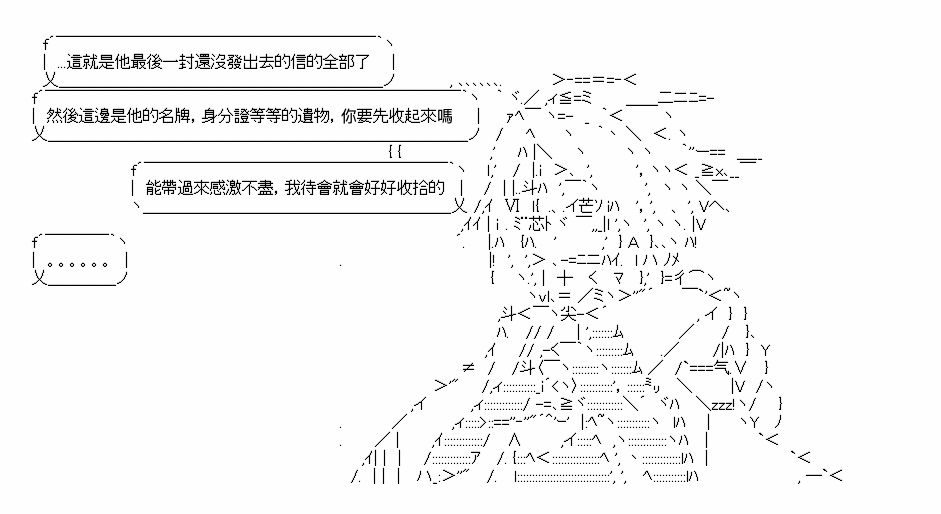 ...這就是他最後一封還沒發出去的信的全部了
然後這邊是他的名牌，身分證等等的遺物，你要先收起來嗎
能帶過來感激不盡，我待會就會好好收拾的
。。。。。。